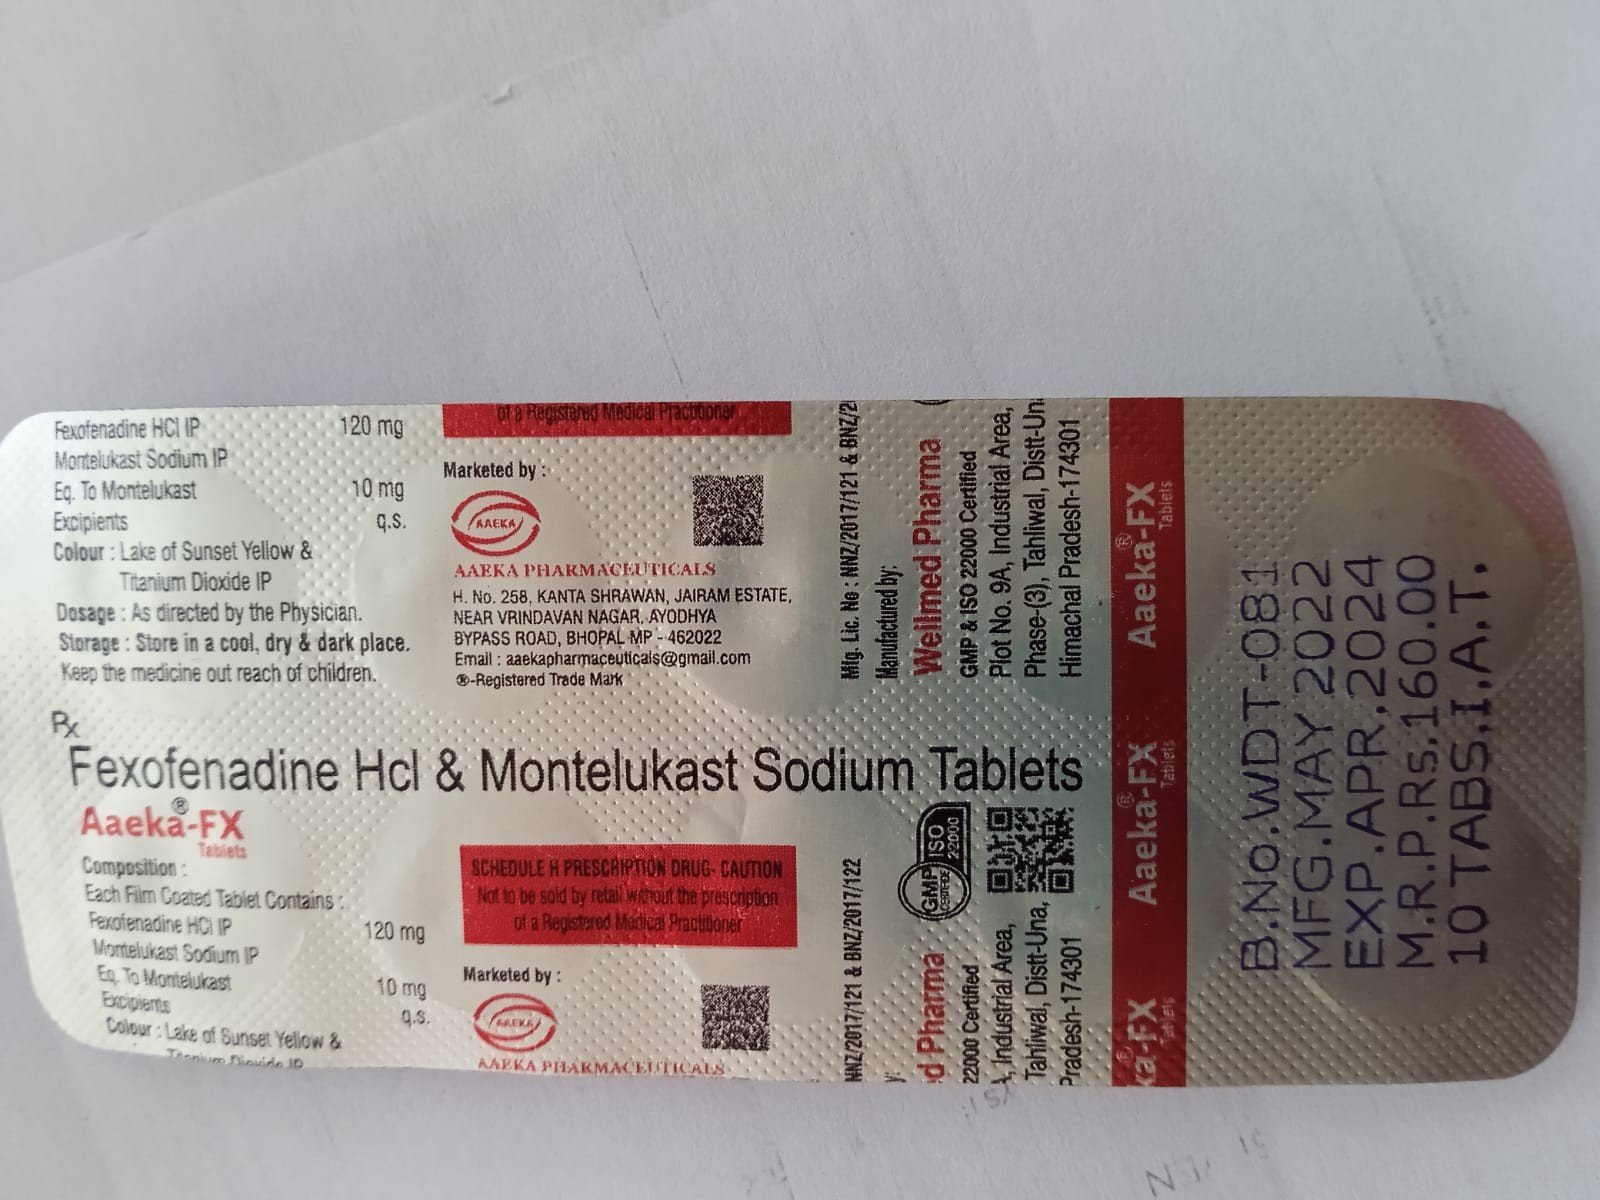 Fexofenadine HCl IP 120 mg
Montelukast Sodium IP
Eq. To Montelukast 10 mg
Excipients q.s.
Colour : Lake of Sunset Yellow &
Titanium Dioxide IP
Dosage : As directed by the Physician.
Storage : Store in a cool, dry & dark place.
Keep the medicine out reach of children.
of a Registered Medical Practitioner
Marketed by :
AAEKA
AAEKA PHARMACEUTICALS
H. No. 258, KANTA SHRAWAN, JAIRAM ESTATE,
NEAR VRINDAVAN NAGAR, AYODHYA
BYPASS ROAD, BHOPAL MP - 462022
Email : aaekapharmaceuticals@gmail.com
®-Registered Trade Mark
Mfg. Lic. No : NNZ/2017/121 & BNZ/2
Manufactured by:
Wellmed Pharma
GMP & ISO 22000 Certified
Plot No. 9A, Industrial Area,
Phase-(3), Tahliwal, Distt-Una
Himachal Pradesh-174301
Rx
Fexofenadine Hcl & Montelukast Sodium Tablets
Aaeka®-FX
Tablets
Composition :
Each Film Coated Tablet Contains :
Fexofenadine HCl IP 120 mg
Montelukast Sodium IP
Eq. To Montelukast 10 mg
Excipients q.s.
Colour : Lake of Sunset Yellow &
Titanium Dioxide IP
SCHEDULE H PRESCRIPTION DRUG- CAUTION
Not to be sold by retail without the prescription
of a Registered Medical Practitioner
Marketed by :
AAEKA
AAEKA PHARMACEUTICALS
NNZ/2017/121 & BNZ/2017/122
y:
d Pharma
22000 Certified
A, Industrial Area,
Tahliwal, Distt-Una,
Pradesh-174301
GMP
CERTIFIED
ISO
22000
Aaeka®-FX
Tablets
Aaeka®-FX
Tablets
ka®-FX
Tablets
B.No.WDT-081
MFG.MAY 2022
EXP.APR.2024
M.R.P.Rs.160.00
10 TABS.I.A.T.